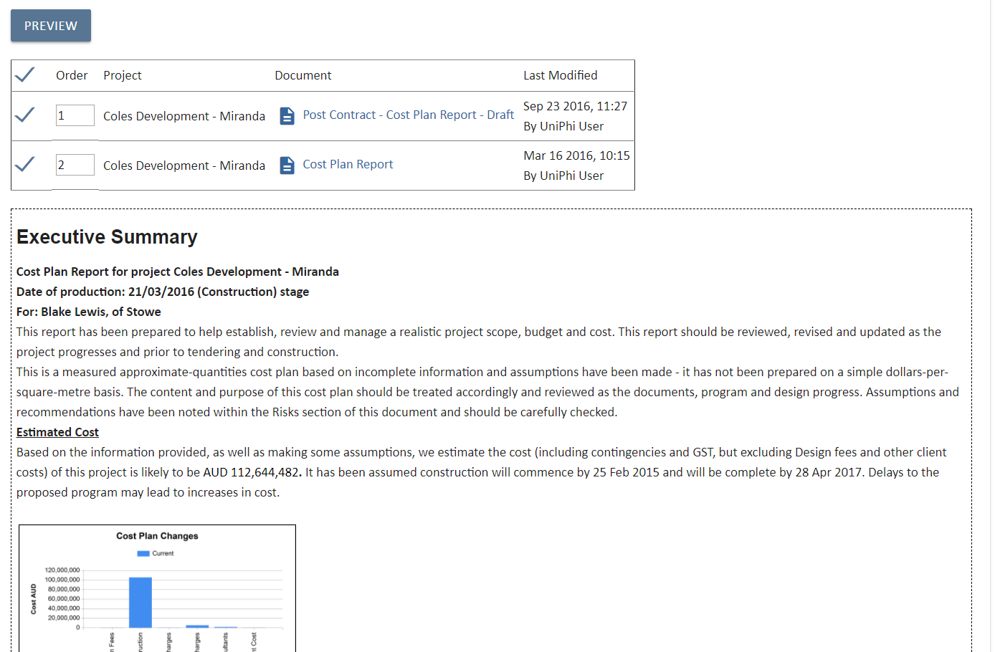 PREVIEW
Order Project Document Last Modified
1 Coles Development - Miranda Post Contract - Cost Plan Report - Draft Sep 23 2016, 11:27
By UniPhi User
2 Coles Development - Miranda Cost Plan Report Mar 16 2016, 10:15
By UniPhi User
Executive Summary
Cost Plan Report for project Coles Development - Miranda
Date of production: 21/03/2016 (Construction) stage
For: Blake Lewis, of Stowe
This report has been prepared to help establish, review and manage a realistic project scope, budget and cost. This report should be reviewed, revised and updated as the
project progresses and prior to tendering and construction.
This is a measured approximate-quantities cost plan based on incomplete information and assumptions have been made - it has not been prepared on a simple dollars-per-
square-metre basis. The content and purpose of this cost plan should be treated accordingly and reviewed as the documents, program and design progress. Assumptions and
recommendations have been noted within the Risks section of this document and should be carefully checked.
Estimated Cost
Based on the information provided, as well as making some assumptions, we estimate the cost (including contingencies and GST, but excluding Design fees and other client
costs) of this project is likely to be AUD 112,644,482. It has been assumed construction will commence by 25 Feb 2015 and will be complete by 28 Apr 2017. Delays to the
proposed program may lead to increases in cost.
Cost Plan Changes
Current
Cost AUD
120,000,000
100,000,000
80,000,000
60,000,000
40,000,000
20,000,000
0
n Fees
ruction
harges
harges
ultants
nt Cost